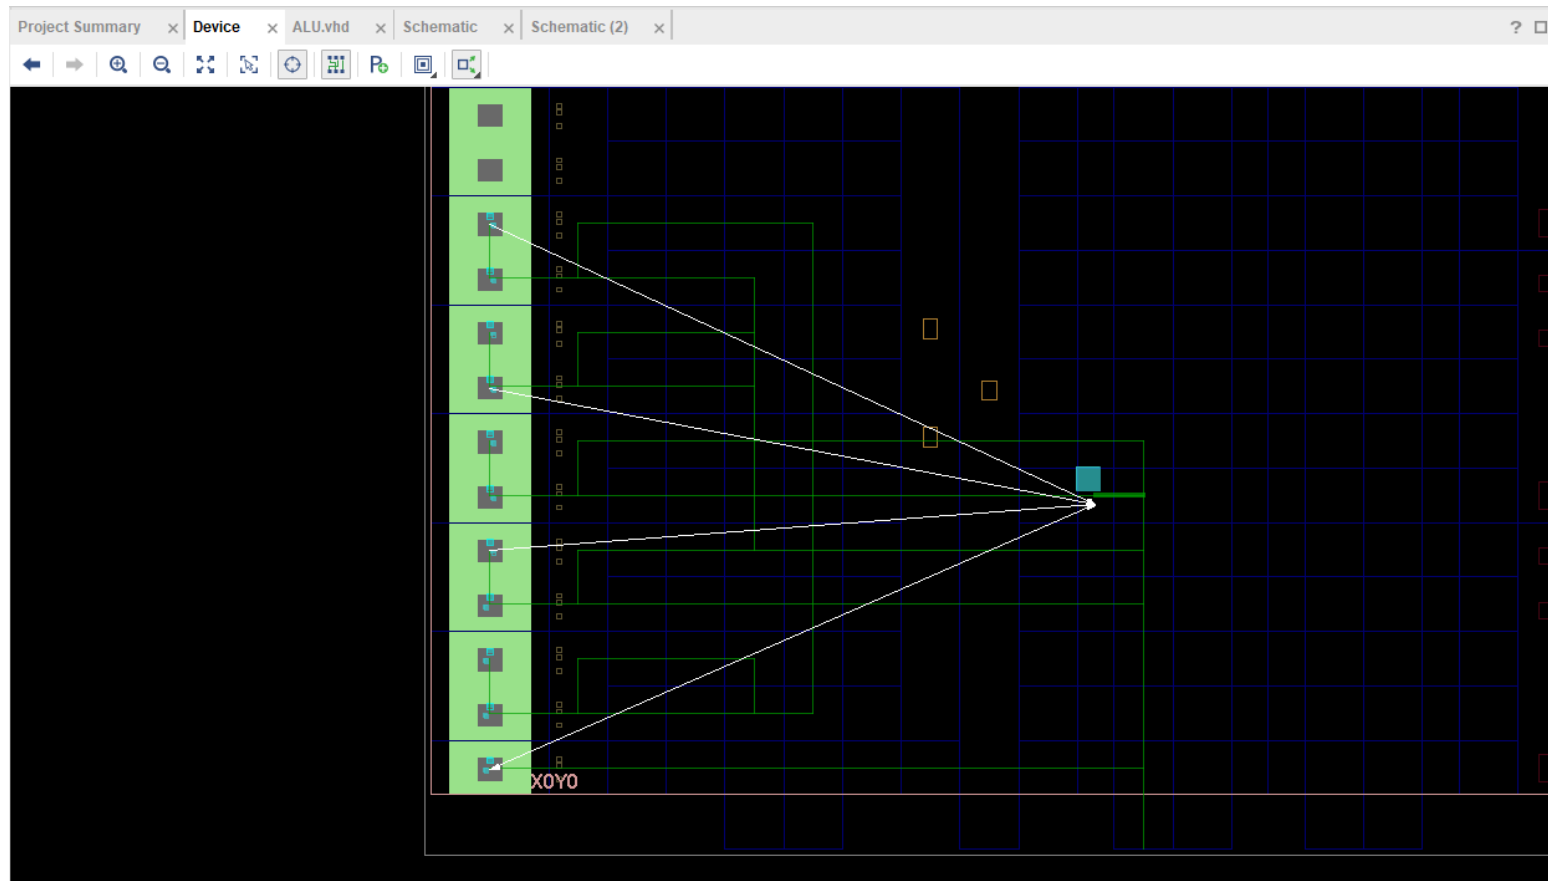 Project Summary × Device × ALU.vhd × Schematic × Schematic (2) × ?
X0Y0